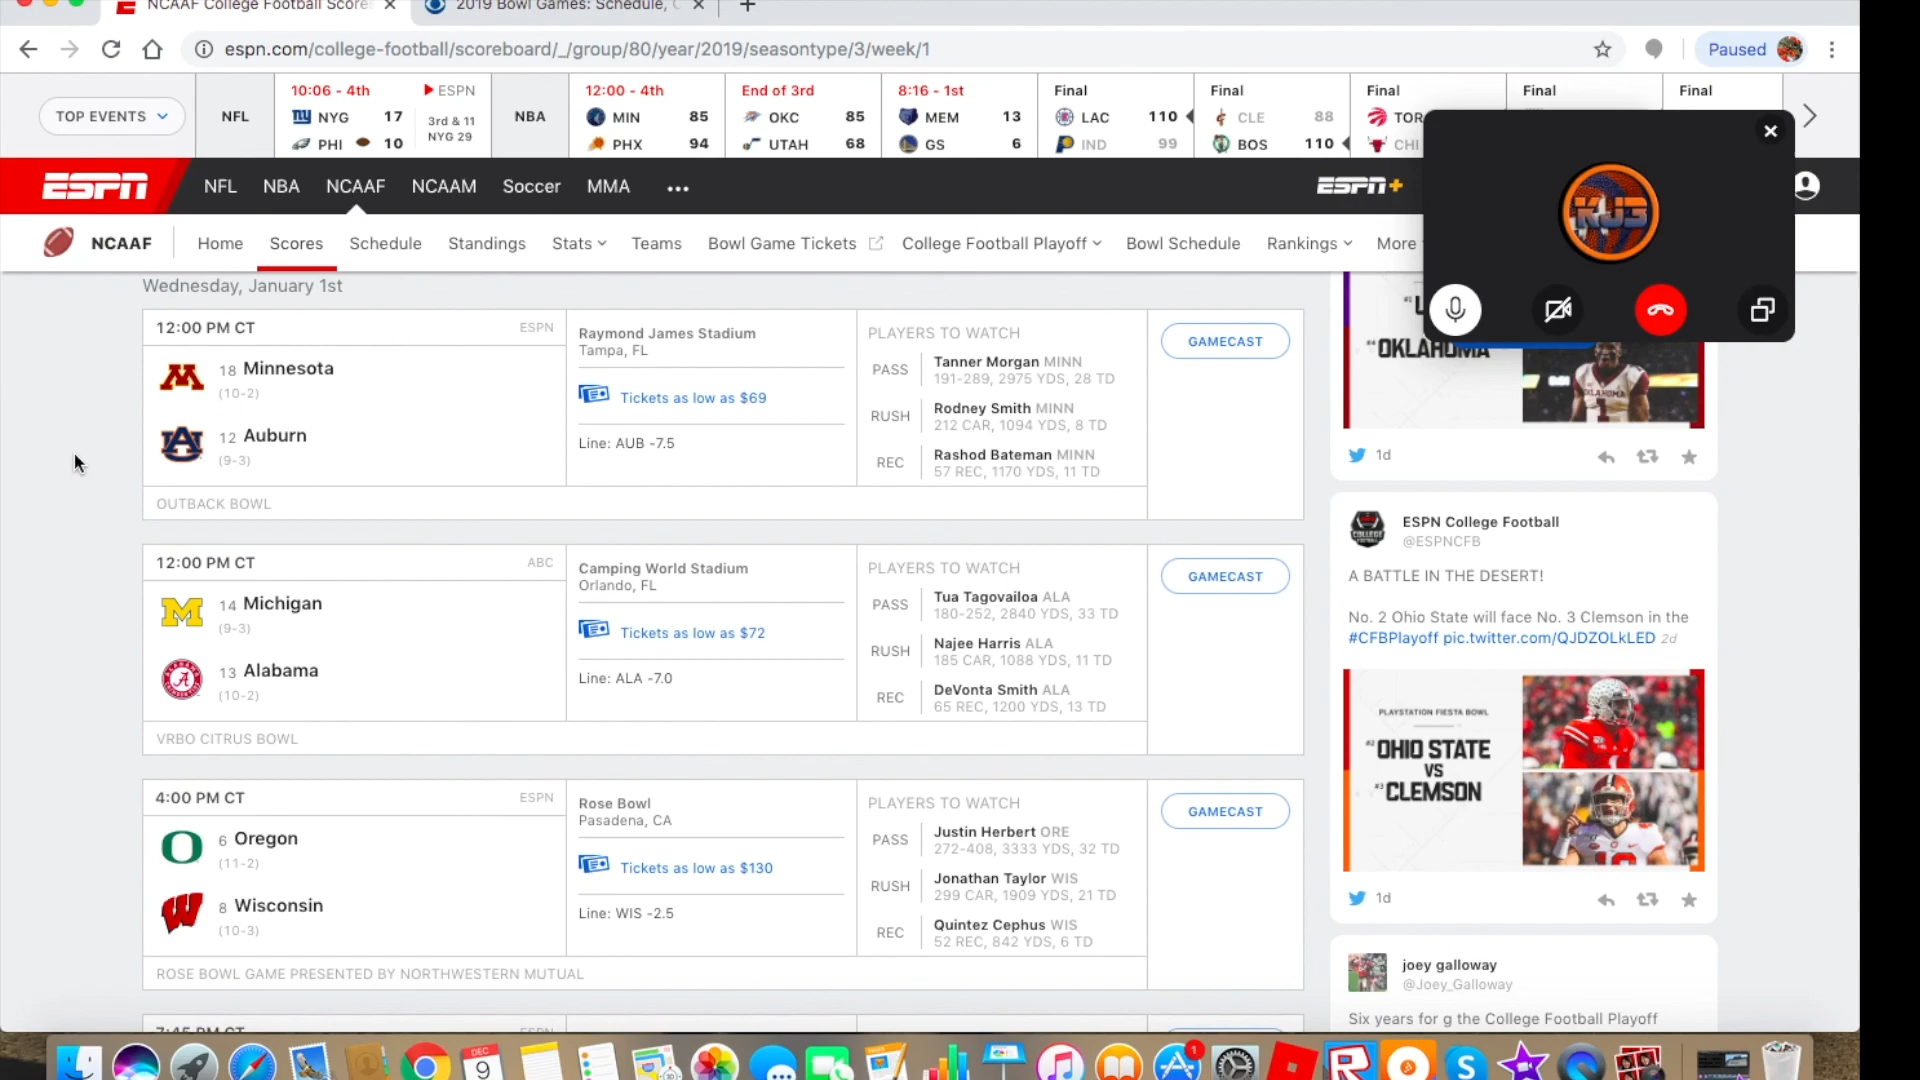 NCAAF College Football Scores
2019 Bowl Games: Schedule,
espn.com/college-football/scoreboard/_/group/80/year/2019/seasontype/3/week/1
Paused
TOP EVENTS
NFL
10:06 - 4th ESPN
NYG 17
PHI 10
3rd & 11
NYG 29
NBA
12:00 - 4th
MIN 85
PHX 94
End of 3rd
OKC 85
UTAH 68
8:16 - 1st
MEM 13
GS 6
Final
LAC 110
IND 99
Final
CLE 88
BOS 110
Final
TOR
CHI
Final
Final
ESPN NFL NBA NCAAF NCAAM Soccer MMA ESPN+
KJ3
NCAAF Home Scores Schedule Standings Stats Teams Bowl Game Tickets College Football Playoff Bowl Schedule Rankings More
Wednesday, January 1st
12:00 PM CT ESPN
18 Minnesota
(10-2)
12 Auburn
(9-3)
OUTBACK BOWL
Raymond James Stadium
Tampa, FL
Tickets as low as $69
Line: AUB -7.5
PLAYERS TO WATCH
PASS Tanner Morgan MINN
191-289, 2975 YDS, 28 TD
RUSH Rodney Smith MINN
212 CAR, 1094 YDS, 8 TD
REC Rashod Bateman MINN
57 REC, 1170 YDS, 11 TD
GAMECAST
12:00 PM CT ABC
14 Michigan
(9-3)
13 Alabama
(10-2)
VRBO CITRUS BOWL
Camping World Stadium
Orlando, FL
Tickets as low as $72
Line: ALA -7.0
PLAYERS TO WATCH
PASS Tua Tagovailoa ALA
180-252, 2840 YDS, 33 TD
RUSH Najee Harris ALA
185 CAR, 1088 YDS, 11 TD
REC DeVonta Smith ALA
65 REC, 1200 YDS, 13 TD
GAMECAST
4:00 PM CT ESPN
6 Oregon
(11-2)
8 Wisconsin
(10-3)
ROSE BOWL GAME PRESENTED BY NORTHWESTERN MUTUAL
Rose Bowl
Pasadena, CA
Tickets as low as $130
Line: WIS -2.5
PLAYERS TO WATCH
PASS Justin Herbert ORE
272-408, 3333 YDS, 32 TD
RUSH Jonathan Taylor WIS
299 CAR, 1909 YDS, 21 TD
REC Quintez Cephus WIS
52 REC, 842 YDS, 6 TD
GAMECAST
7:45 PM CT ESPN
#4 OKLAHOMA
1d
ESPN College Football
@ESPNCFB
A BATTLE IN THE DESERT!
No. 2 Ohio State will face No. 3 Clemson in the
#CFBPlayoff pic.twitter.com/QJDZOLkLED 2d
PLAYSTATION FIESTA BOWL
#2 OHIO STATE
VS
#3 CLEMSON
1d
joey galloway
@Joey_Galloway
Six years for g the College Football Playoff
DEC
9
1